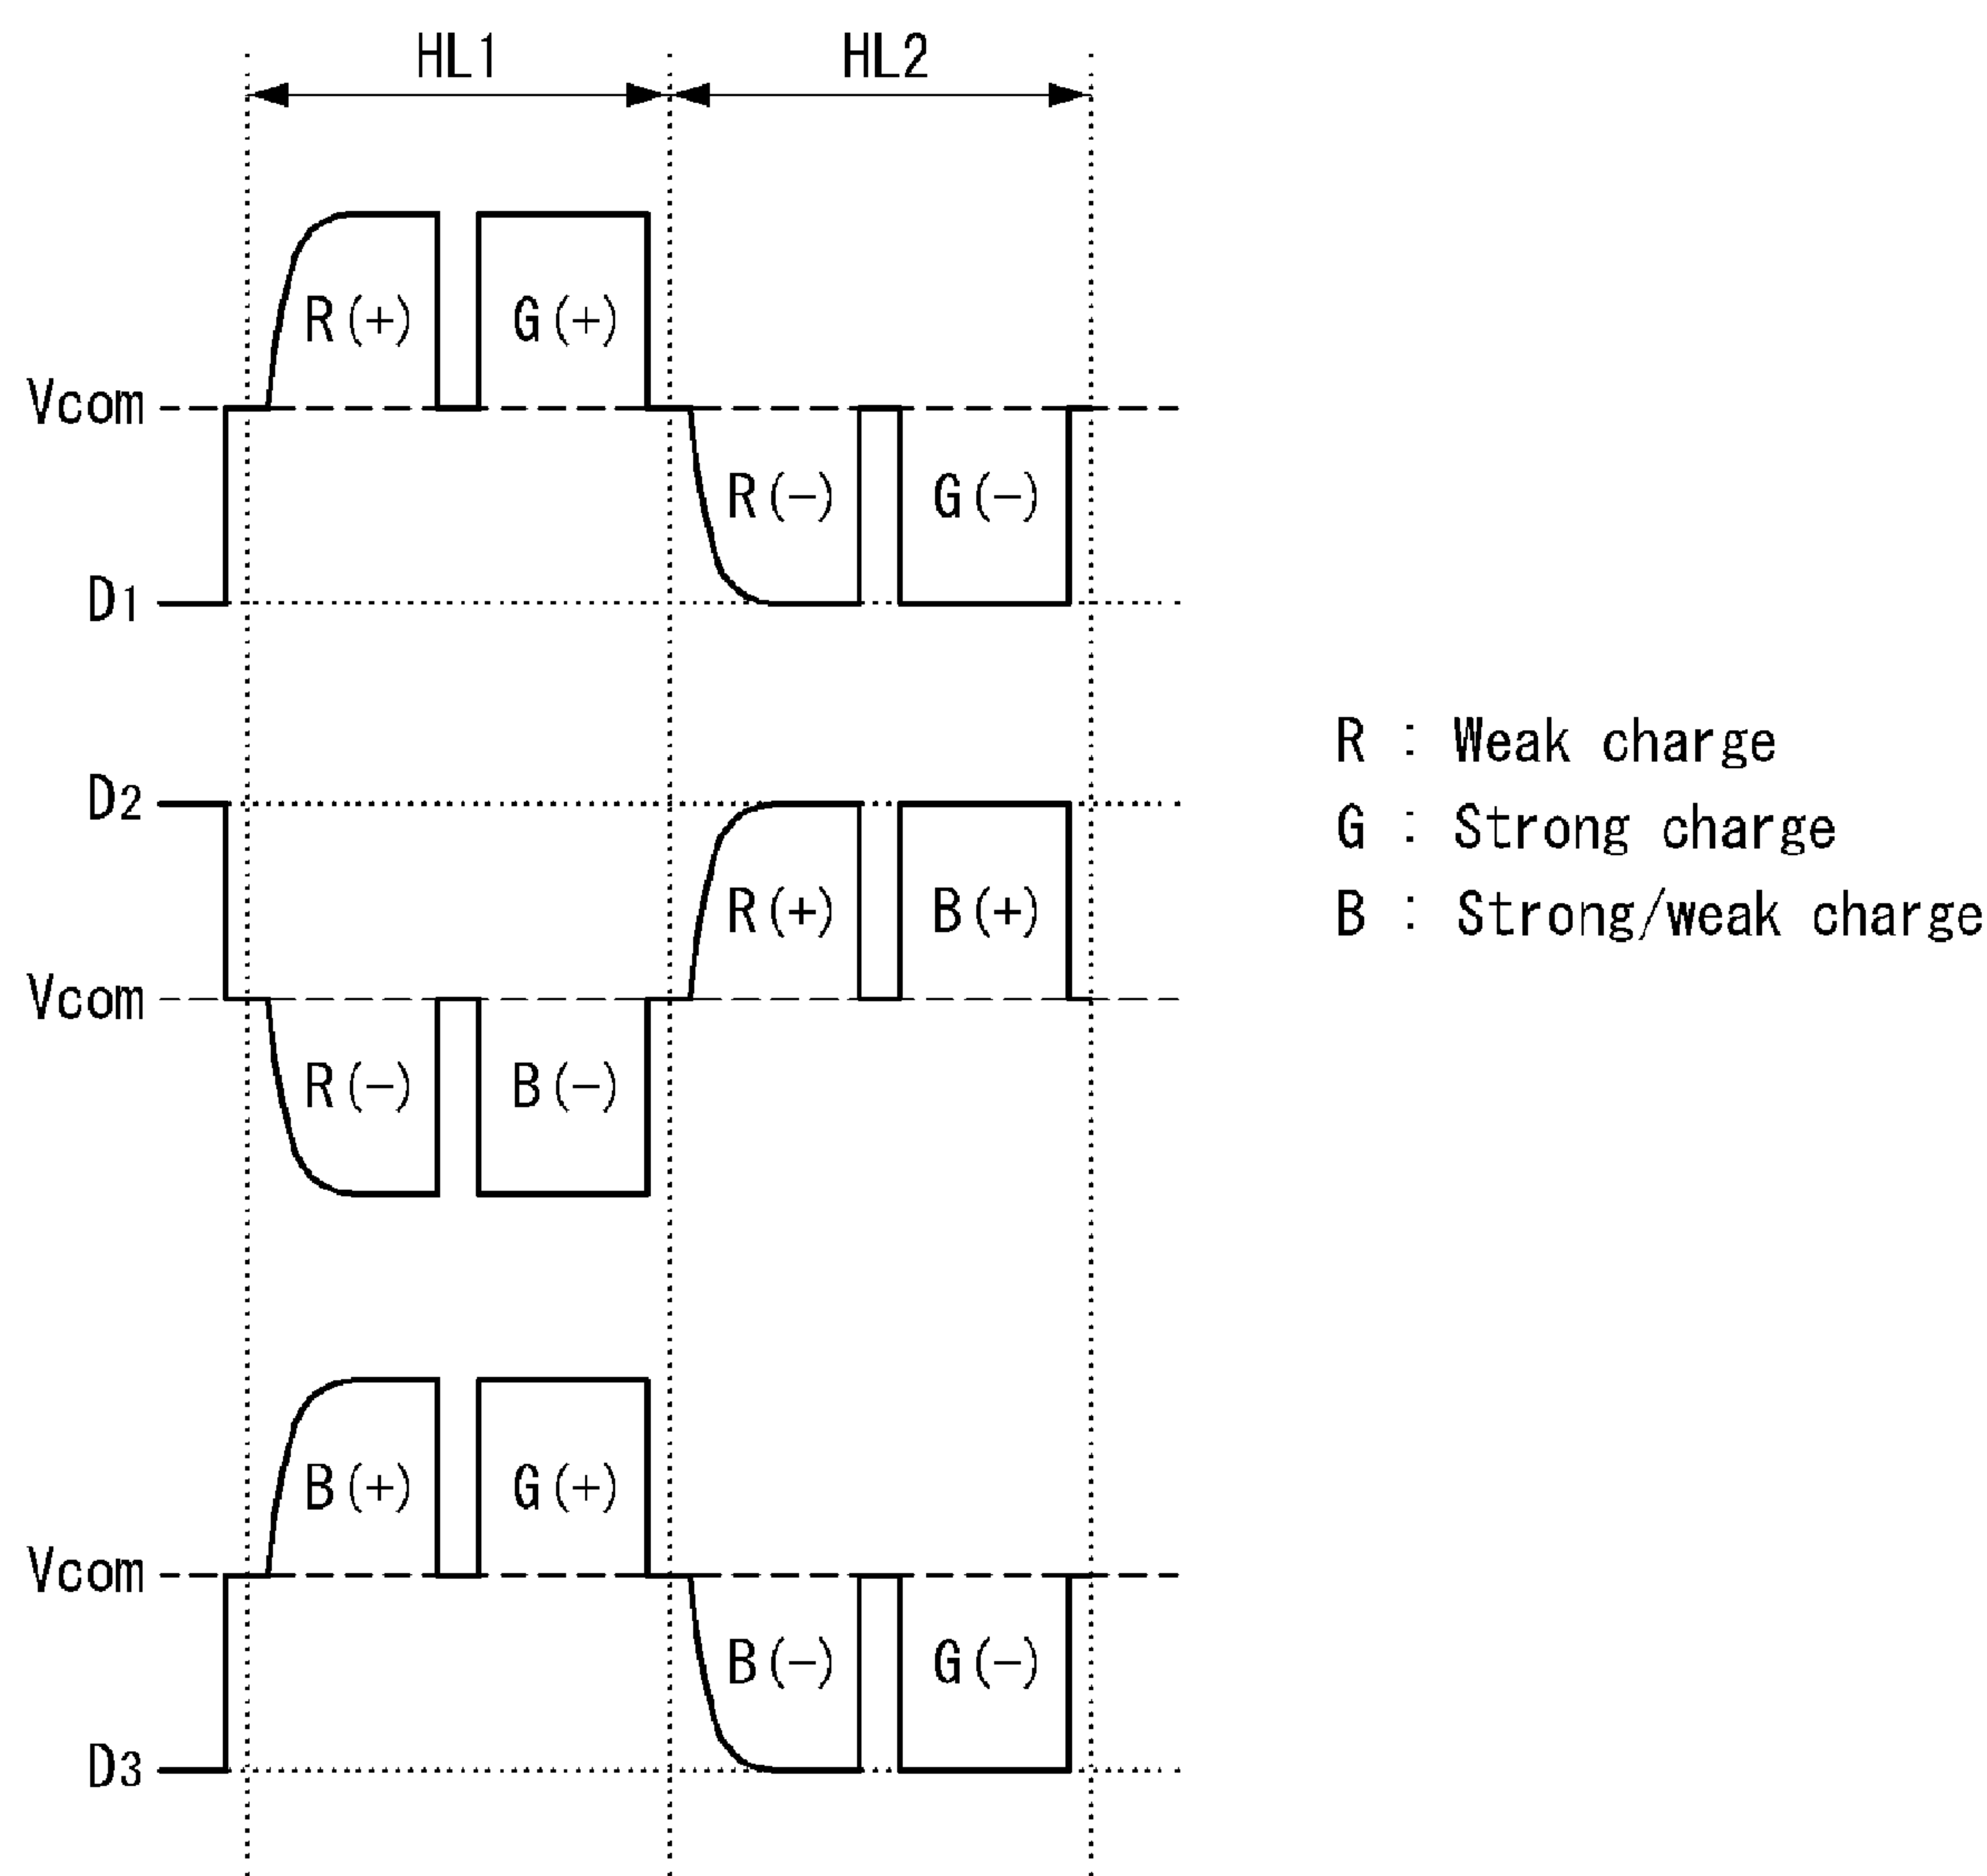 HL1 HL2
R(+) G(+)
Vcom
R(−) G(−)
D1
R : Weak charge
D2
G : Strong charge
R(+) B(+)
B : Strong/weak charge
Vcom
R(−) B(−)
B(+) G(+)
Vcom
B(−) G(−)
D3